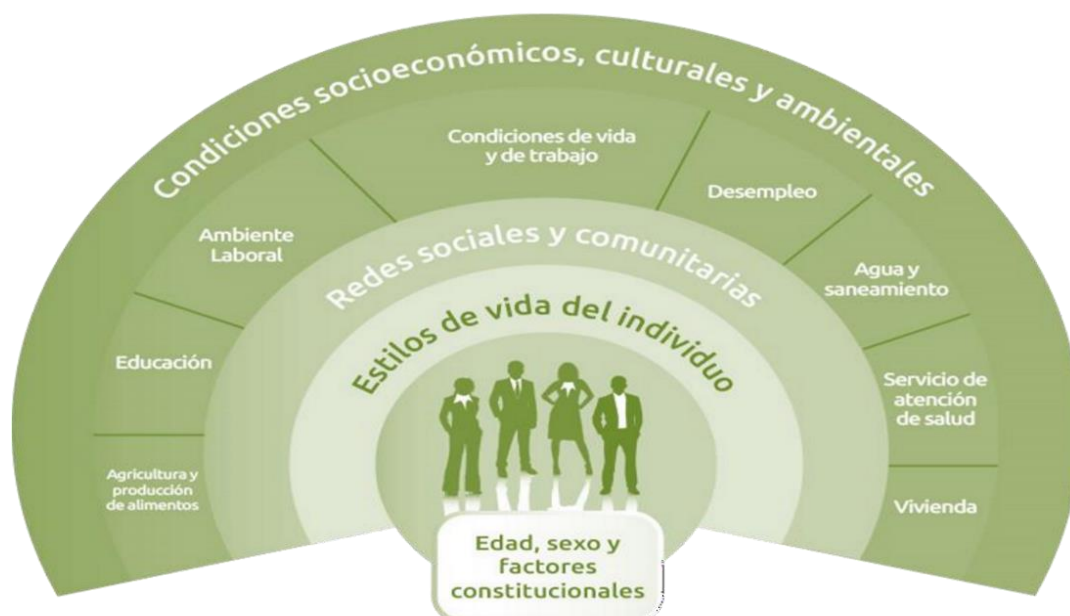 Condiciones socioeconómicos, culturales y ambientales
Condiciones de vida
y de trabajo
Ambiente
Laboral
Desempleo
Educación
Agua y
saneamiento
Agricultura y
producción
de alimentos
Servicio de
atención
de salud
Vivienda
Redes sociales y comunitarias
Estilos de vida del individuo
Edad, sexo y
factores
constitucionales